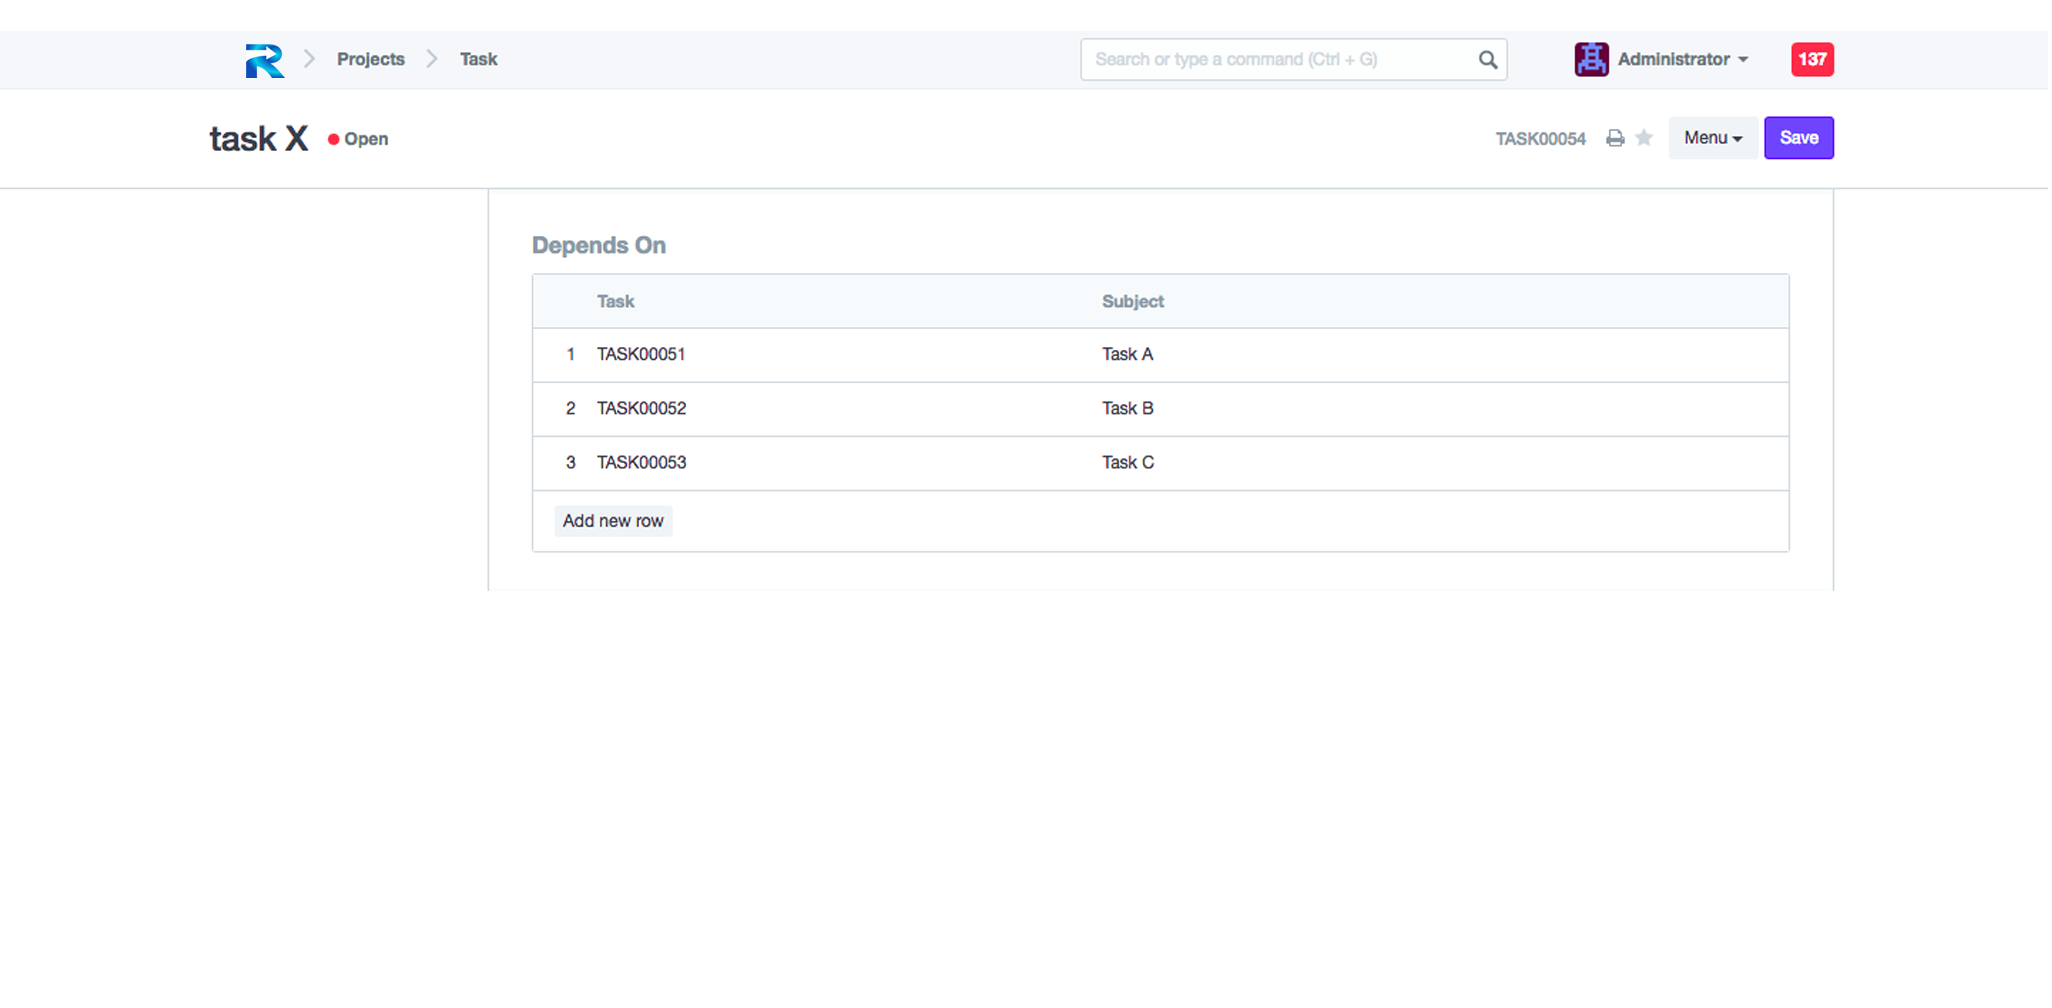 Projects Task Search or type a command (Ctrl + G) Administrator 137
task X Open TASK00054 Menu Save
Depends On
Task Subject
1 TASK00051 Task A
2 TASK00052 Task B
3 TASK00053 Task C
Add new row